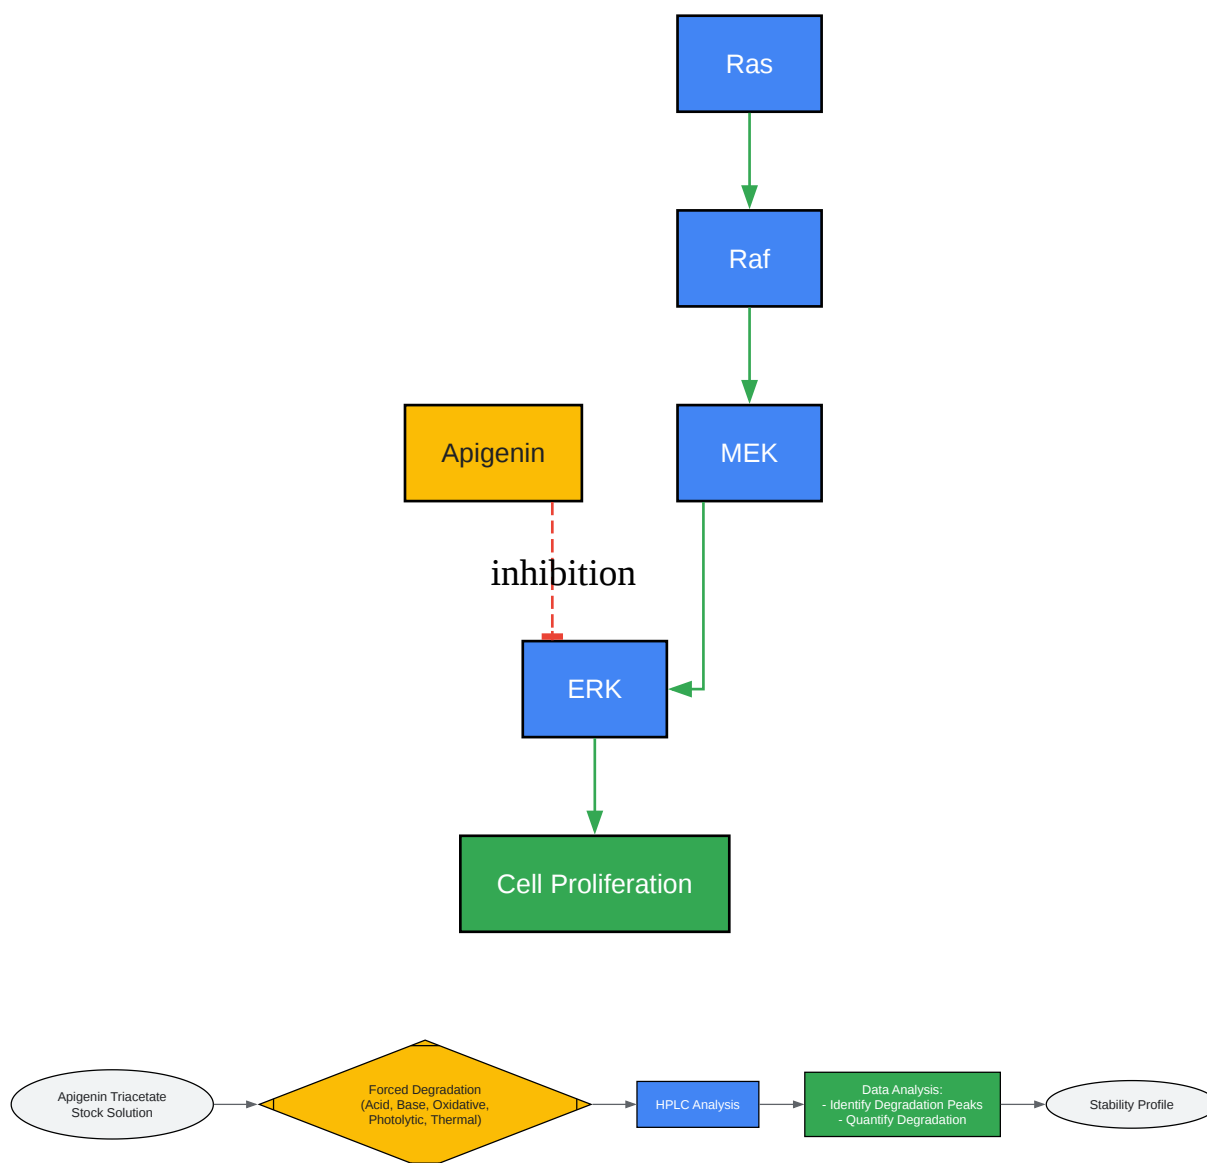 Ras
Raf
Apigenin
MEK
inhibition
ERK
Cell Proliferation
Apigenin Triacetate
Stock Solution
Forced Degradation
(Acid, Base, Oxidative,
Photolytic, Thermal)
HPLC Analysis
Data Analysis:
- Identify Degradation Peaks
- Quantify Degradation
Stability Profile